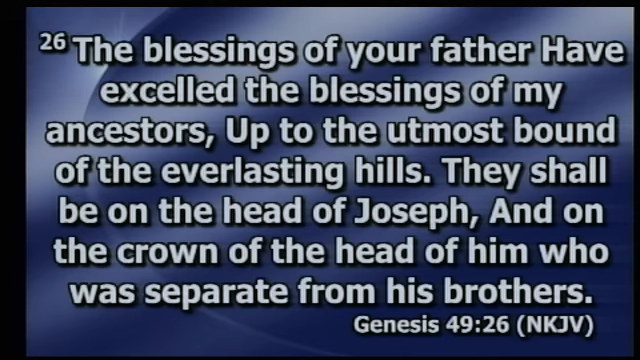 26 The blessings of your father Have
excelled the blessings of my
ancestors, Up to the utmost bound
of the everlasting hills. They shall
be on the head of Joseph, And on
the crown of the head of him who
was separate from his brothers.
Genesis 49:26 (NKJV)